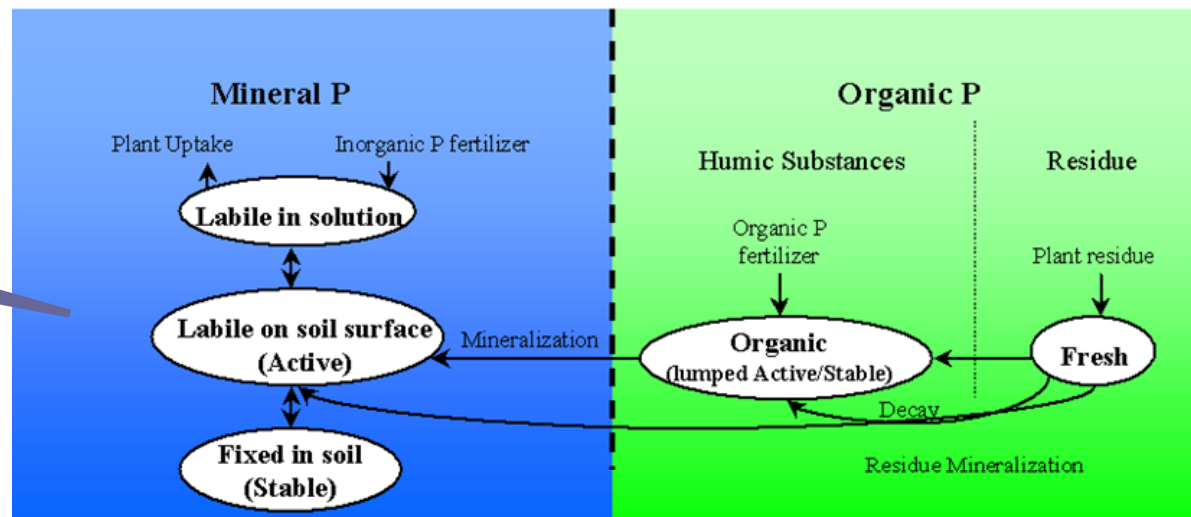 Mineral P
Plant Uptake
Inorganic P fertilizer
Labile in solution
Labile on soil surface
(Active)
Fixed in soil
(Stable)
Mineralization
Organic P
Humic Substances
Residue
Organic P
fertilizer
Plant residue
Organic
(lumped Active/Stable)
Fresh
Decay
Residue Mineralization